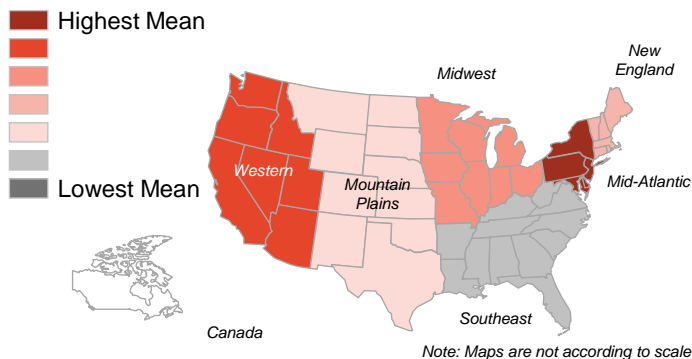 Highest Mean
Lowest Mean
New
England
Midwest
Western
Mountain
Plains
Mid-Atlantic
Southeast
Canada
Note: Maps are not according to scale